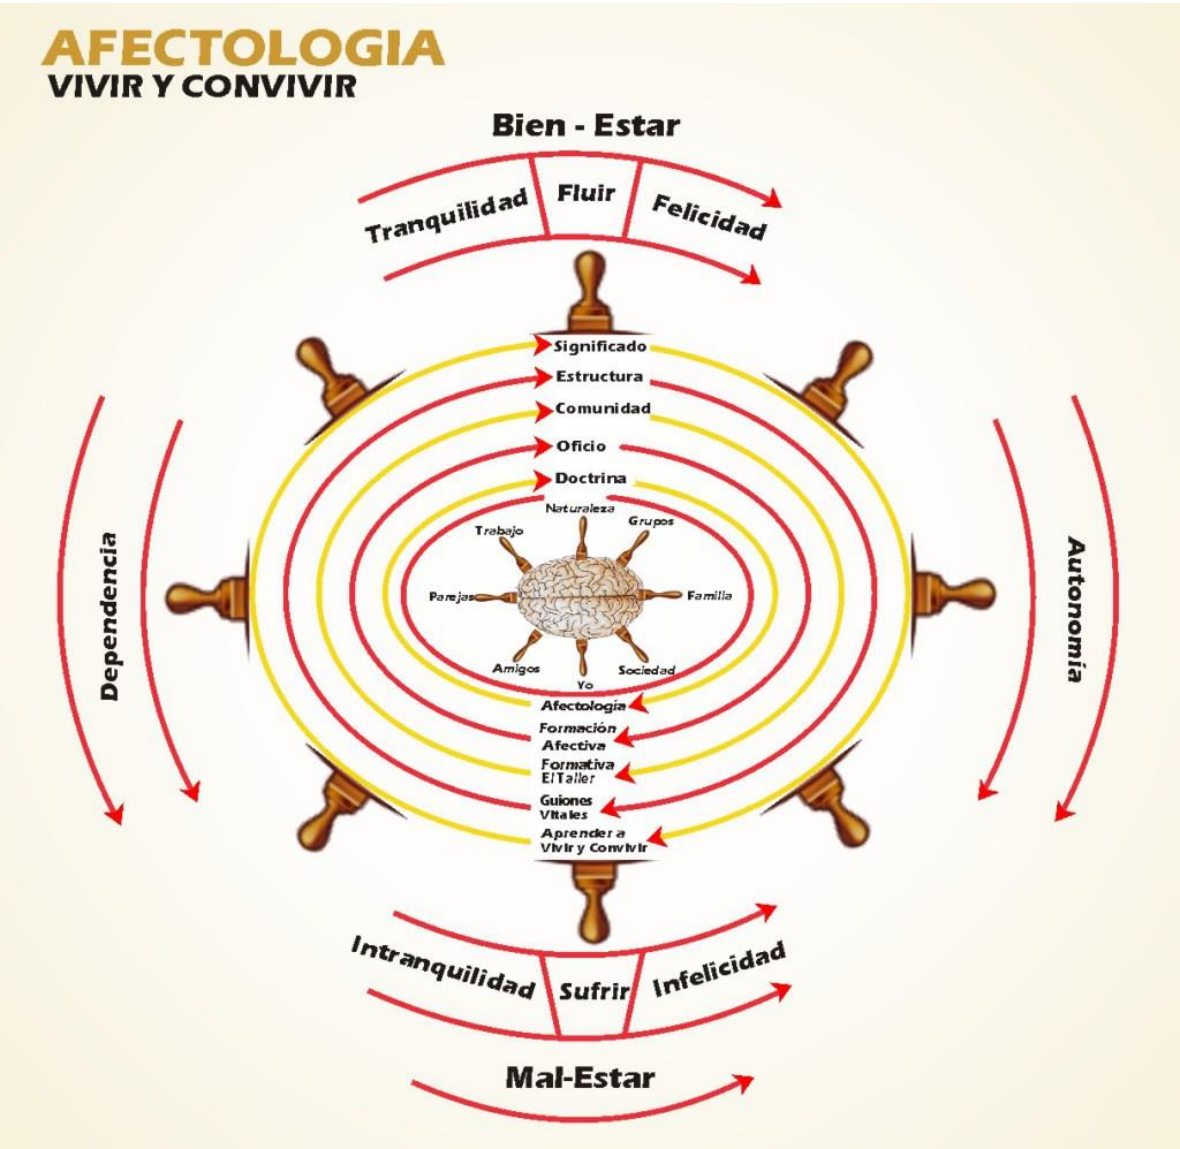 AFECTOLOGIA
VIVIR Y CONVIVIR
Bien - Estar
Tranquilidad
Fluir
Felicidad
Significado
Estructura
Comunidad
Oficio
Doctrina
Naturaleza
Trabajo
Grupos
Parejas
Familia
Amigos
Sociedad
Yo
Dependencia
Autonomía
Afectología
Formación
Afectiva
Formativa
El Taller
Guiones
Vitales
Aprender a
Vivir y Convivir
Intranquilidad
Sufrir
Infelicidad
Mal-Estar